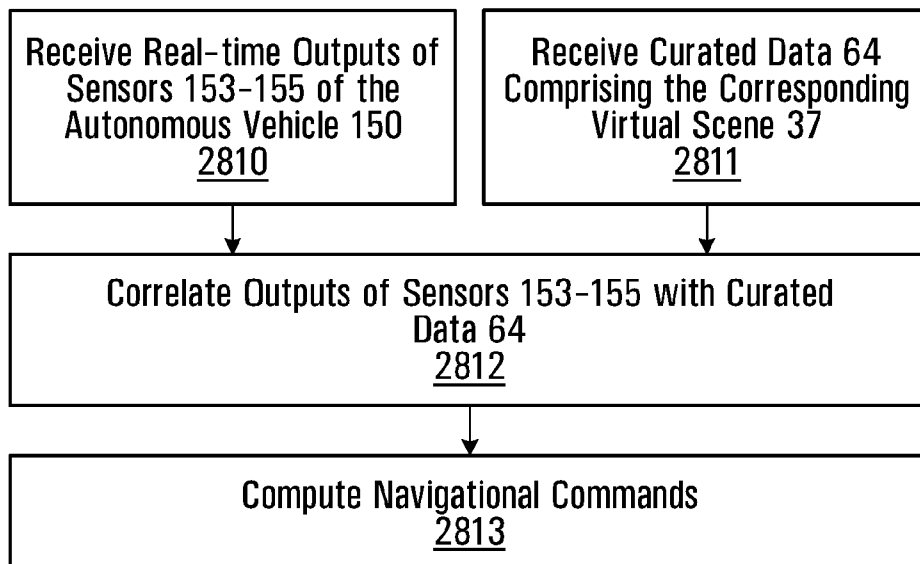 Receive Real-time Outputs of
Sensors 153-155 of the
Autonomous Vehicle 150
2810
Receive Curated Data 64
Comprising the Corresponding
Virtual Scene 37
2811
Correlate Outputs of Sensors 153-155 with Curated
Data 64
2812
Compute Navigational Commands
2813